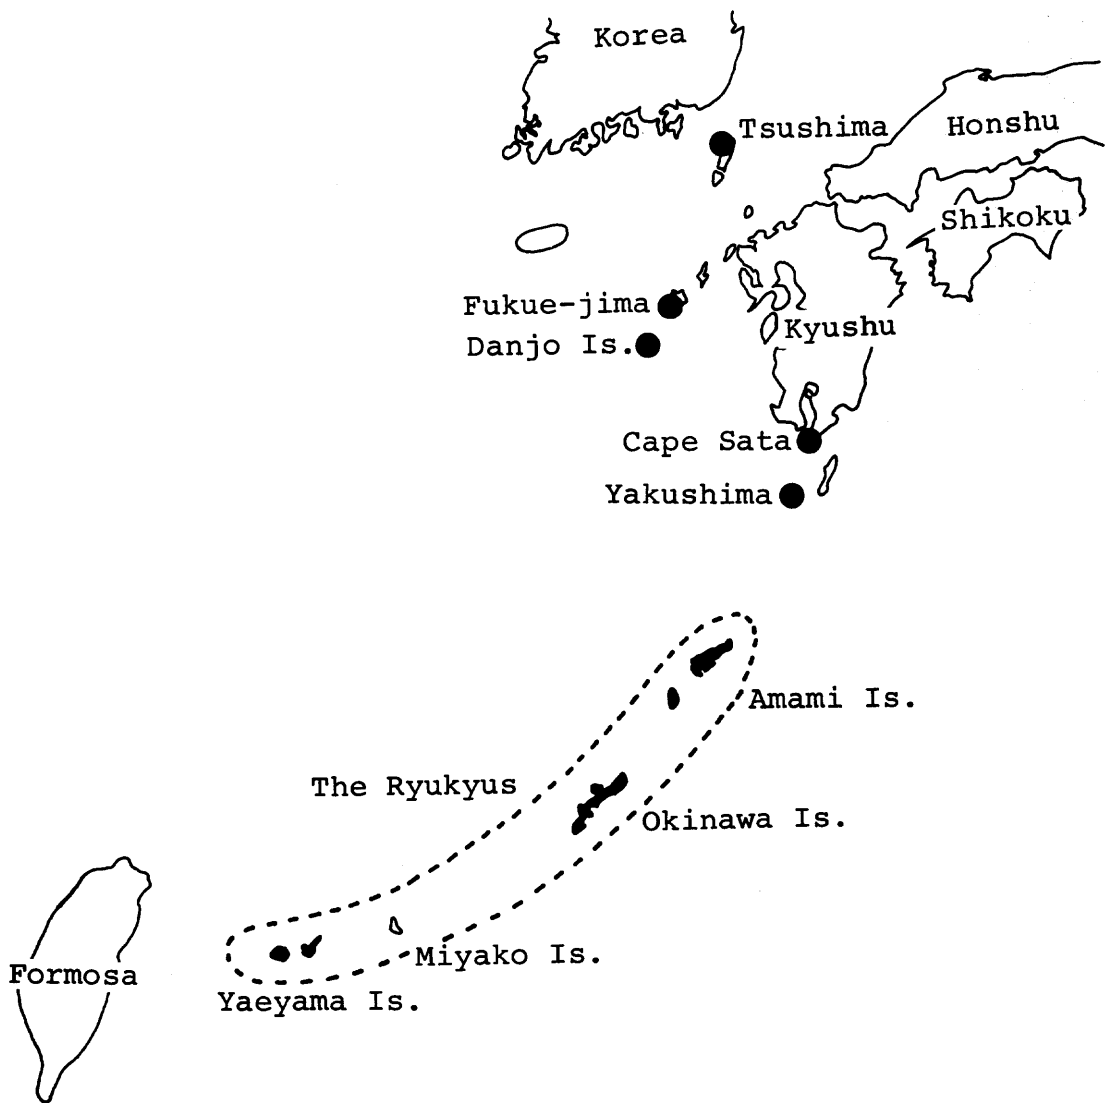 Korea
Tsushima
Honshu
Shikoku
Fukue-jima
Kyushu
Danjo Is.
Cape Sata
Yakushima
Amami Is.
The Ryukyus
Okinawa Is.
Miyako Is.
Formosa
Yaeyama Is.